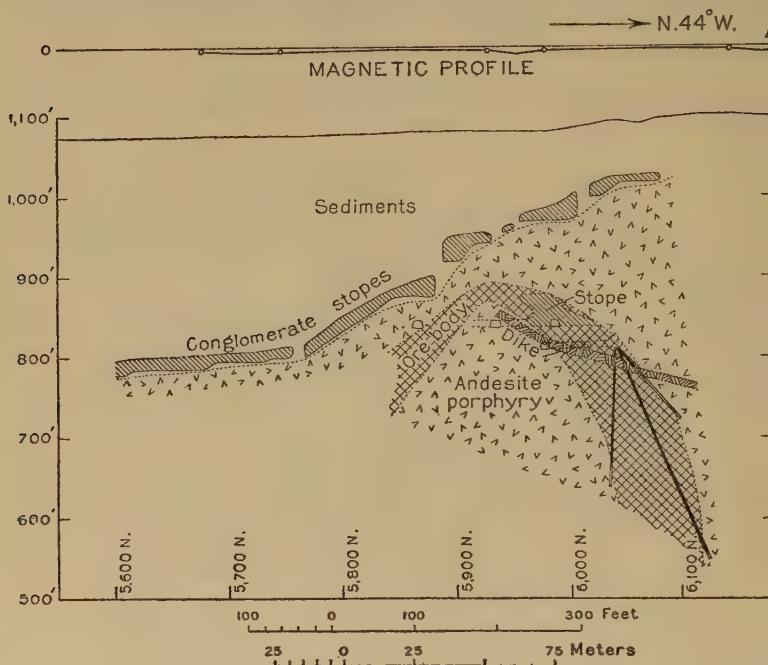 N.44°W.
0
MAGNETIC PROFILE
1,100'
1,000'
Sediments
900'
Conglomerate stopes
Stope
Ore body
Dike
800'
Andesite
porphyry
700'
600'
500'
5,600 N.
5,700 N.
5,800 N.
5,900 N.
6,000 N.
6,100 N
100 0 100 300 Feet
25 0 25 75 Meters